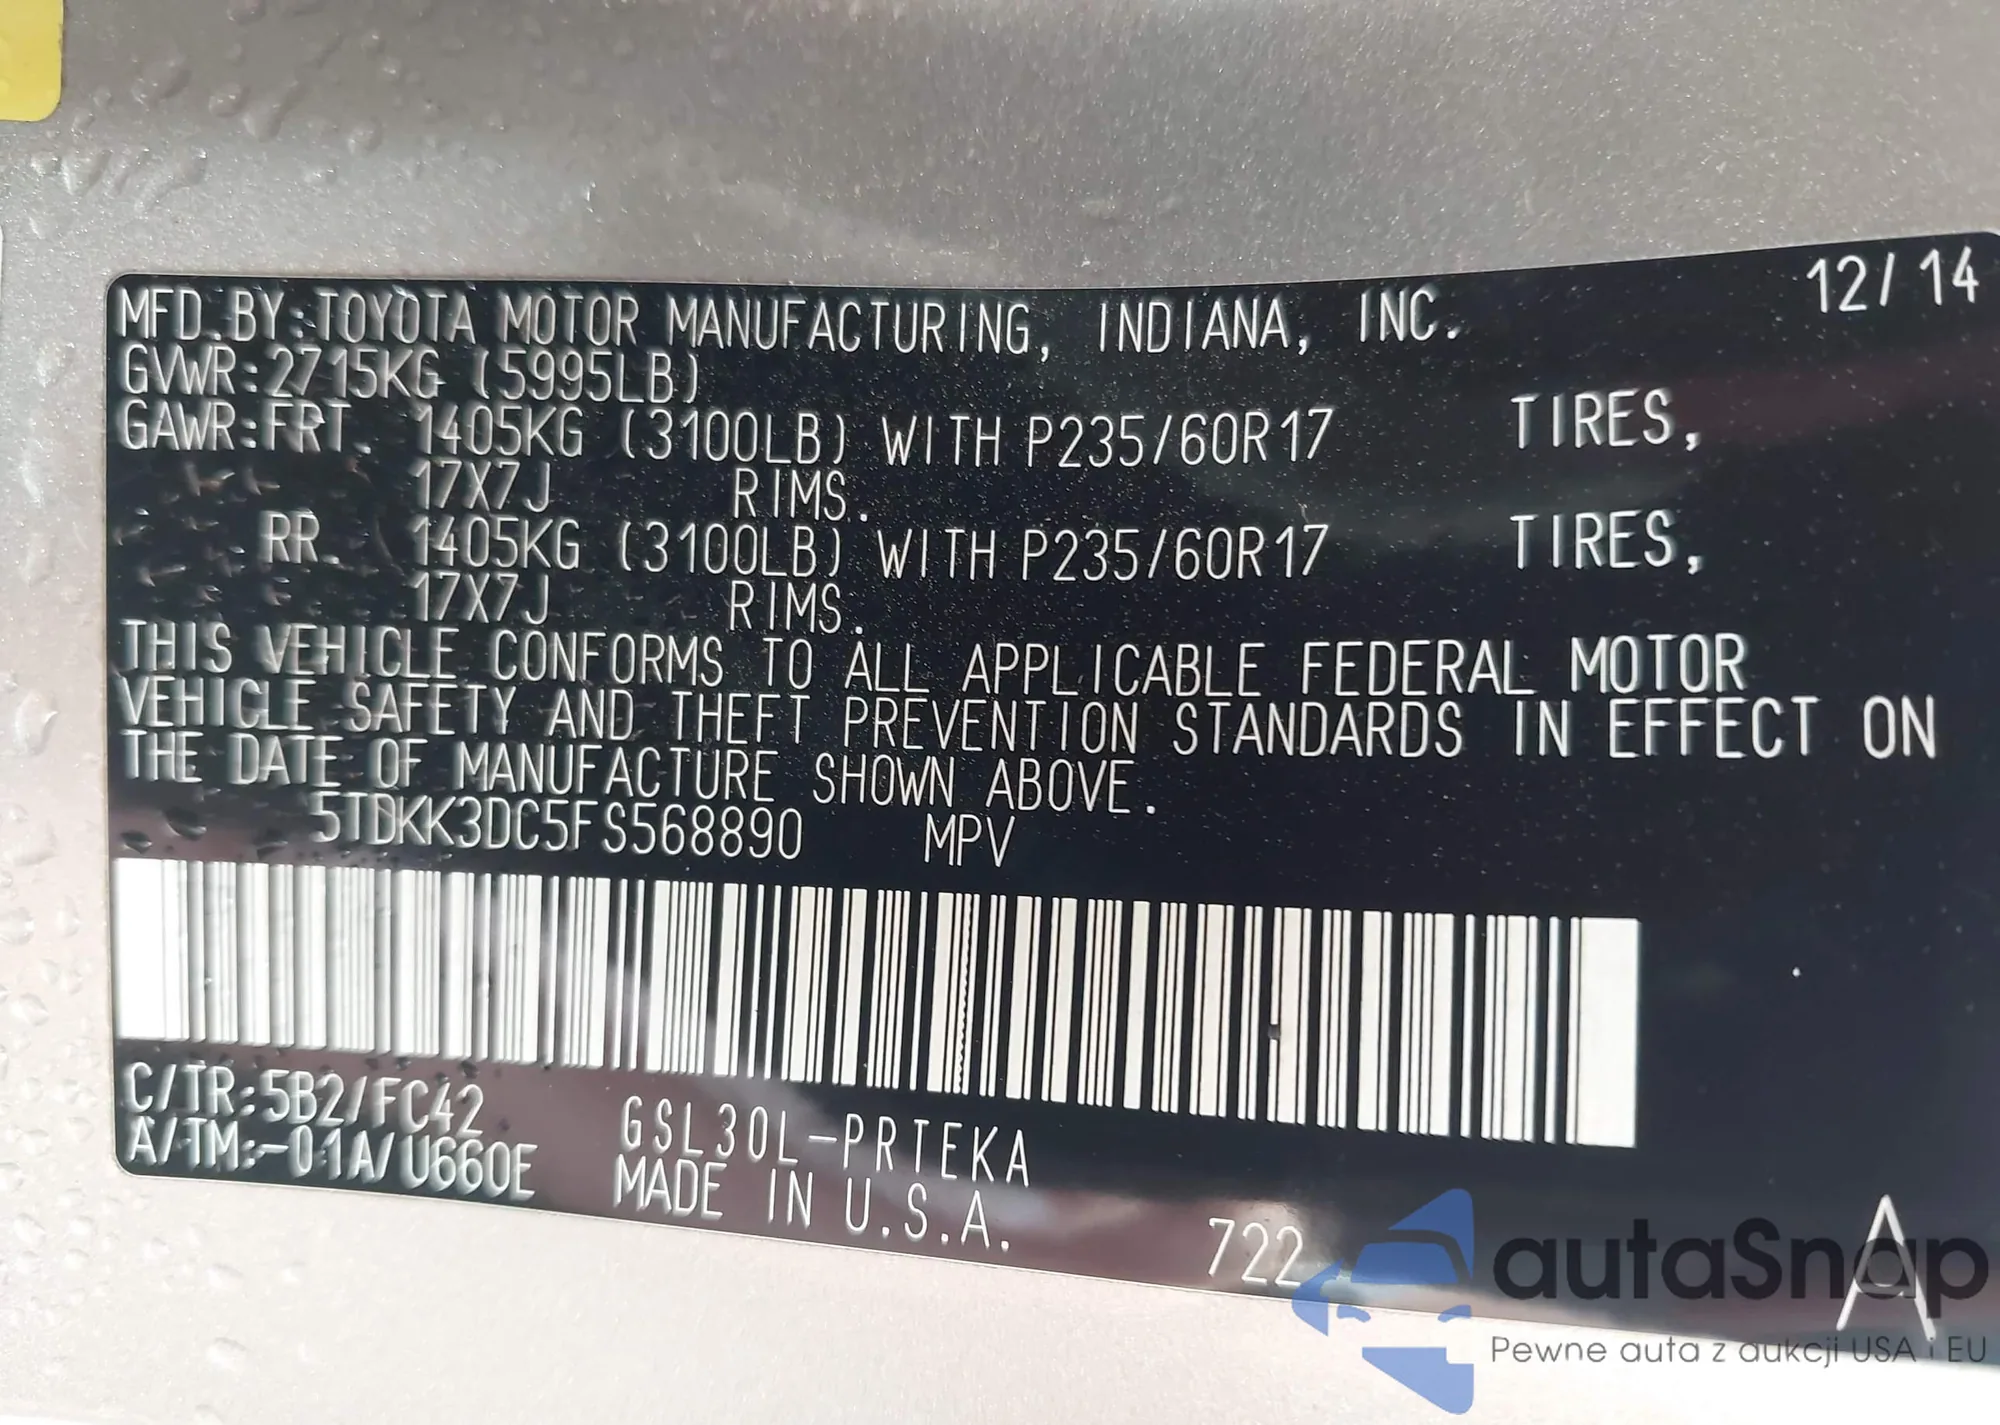 12/14
MFD.BY:TOYOTA MOTOR MANUFACTURING, INDIANA, INC.
GVWR:2715KG (5995LB)
GAWR:FRT. 1405KG (3100LB) WITH P235/60R17 TIRES,
17X7J RIMS.
RR. 1405KG (3100LB) WITH P235/60R17 TIRES,
17X7J RIMS.
THIS VEHICLE CONFORMS TO ALL APPLICABLE FEDERAL MOTOR
VEHICLE SAFETY AND THEFT PREVENTION STANDARDS IN EFFECT ON
THE DATE OF MANUFACTURE SHOWN ABOVE.
5TDKK3DC5FS568890 MPV
C/TR:5B2/FC42
A/TM:-01A/U660E
GSL30L-PRTEKA
MADE IN U.S.A.
722
A
autaSnap
Pewne auta z aukcji USA i EU